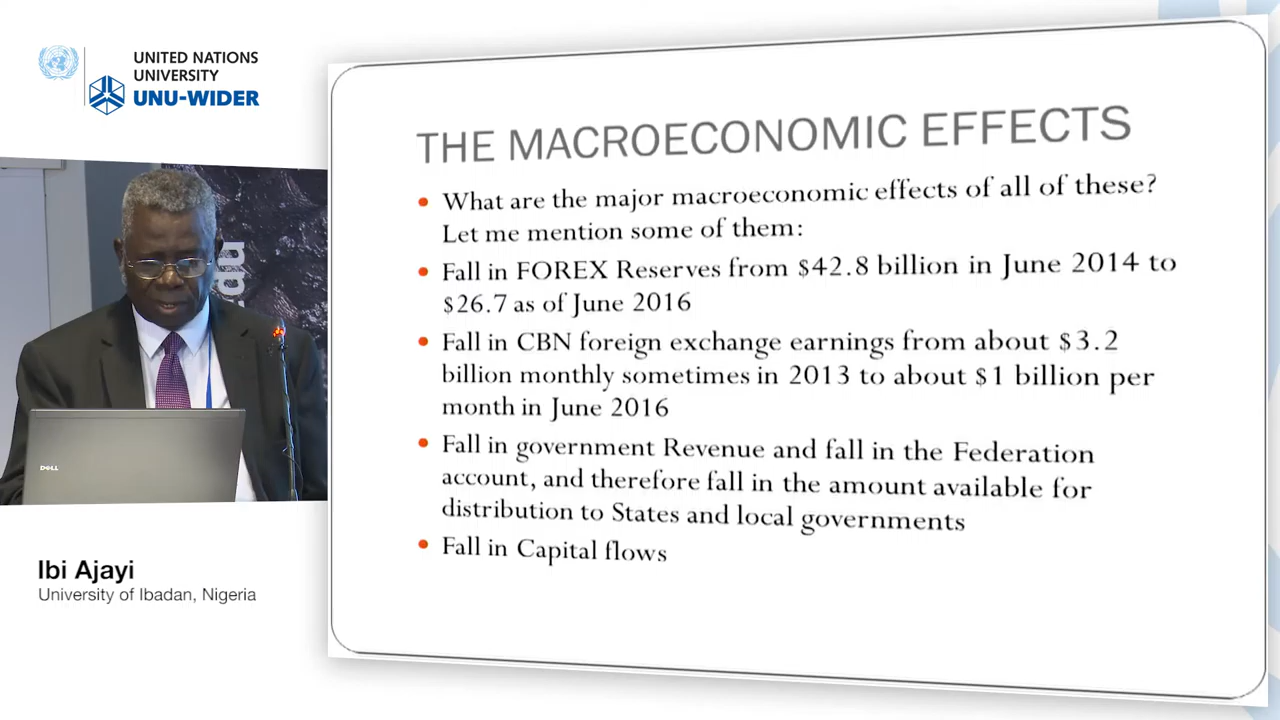 UNITED NATIONS
UNIVERSITY
UNU-WIDER
THE MACROECONOMIC EFFECTS
• What are the major macroeconomic effects of all of these?
Let me mention some of them:
• Fall in FOREX Reserves from $42.8 billion in June 2014 to
$26.7 as of June 2016
• Fall in CBN foreign exchange earnings from about $3.2
billion monthly sometimes in 2013 to about $1 billion per
month in June 2016
• Fall in government Revenue and fall in the Federation
account, and therefore fall in the amount available for
distribution to States and local governments
• Fall in Capital flows
DELL
Ibi Ajayi
University of Ibadan, Nigeria